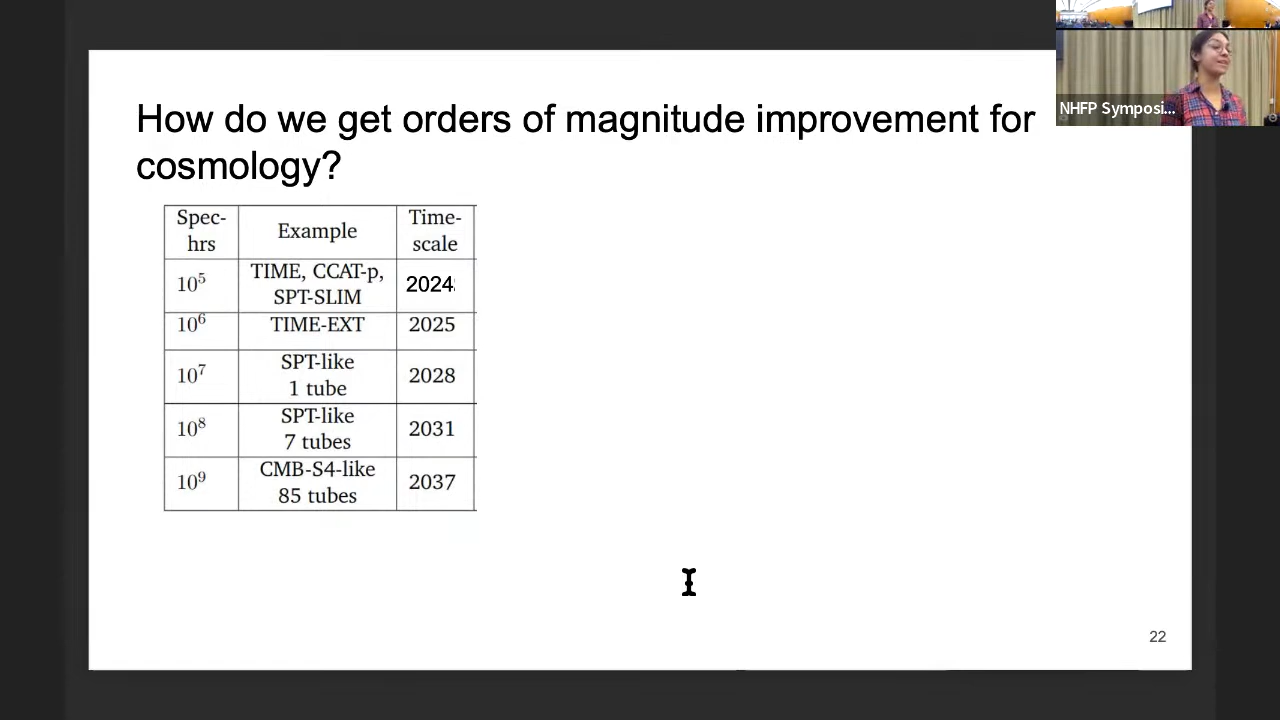 How do we get orders of magnitude improvement for
cosmology?
NHFP Symposi...
Spec-
hrs
Example
Time-
scale
10⁵
TIME, CCAT-p,
SPT-SLIM
2024
10⁶
TIME-EXT
2025
10⁷
SPT-like
1 tube
2028
10⁸
SPT-like
7 tubes
2031
10⁹
CMB-S4-like
85 tubes
2037
22